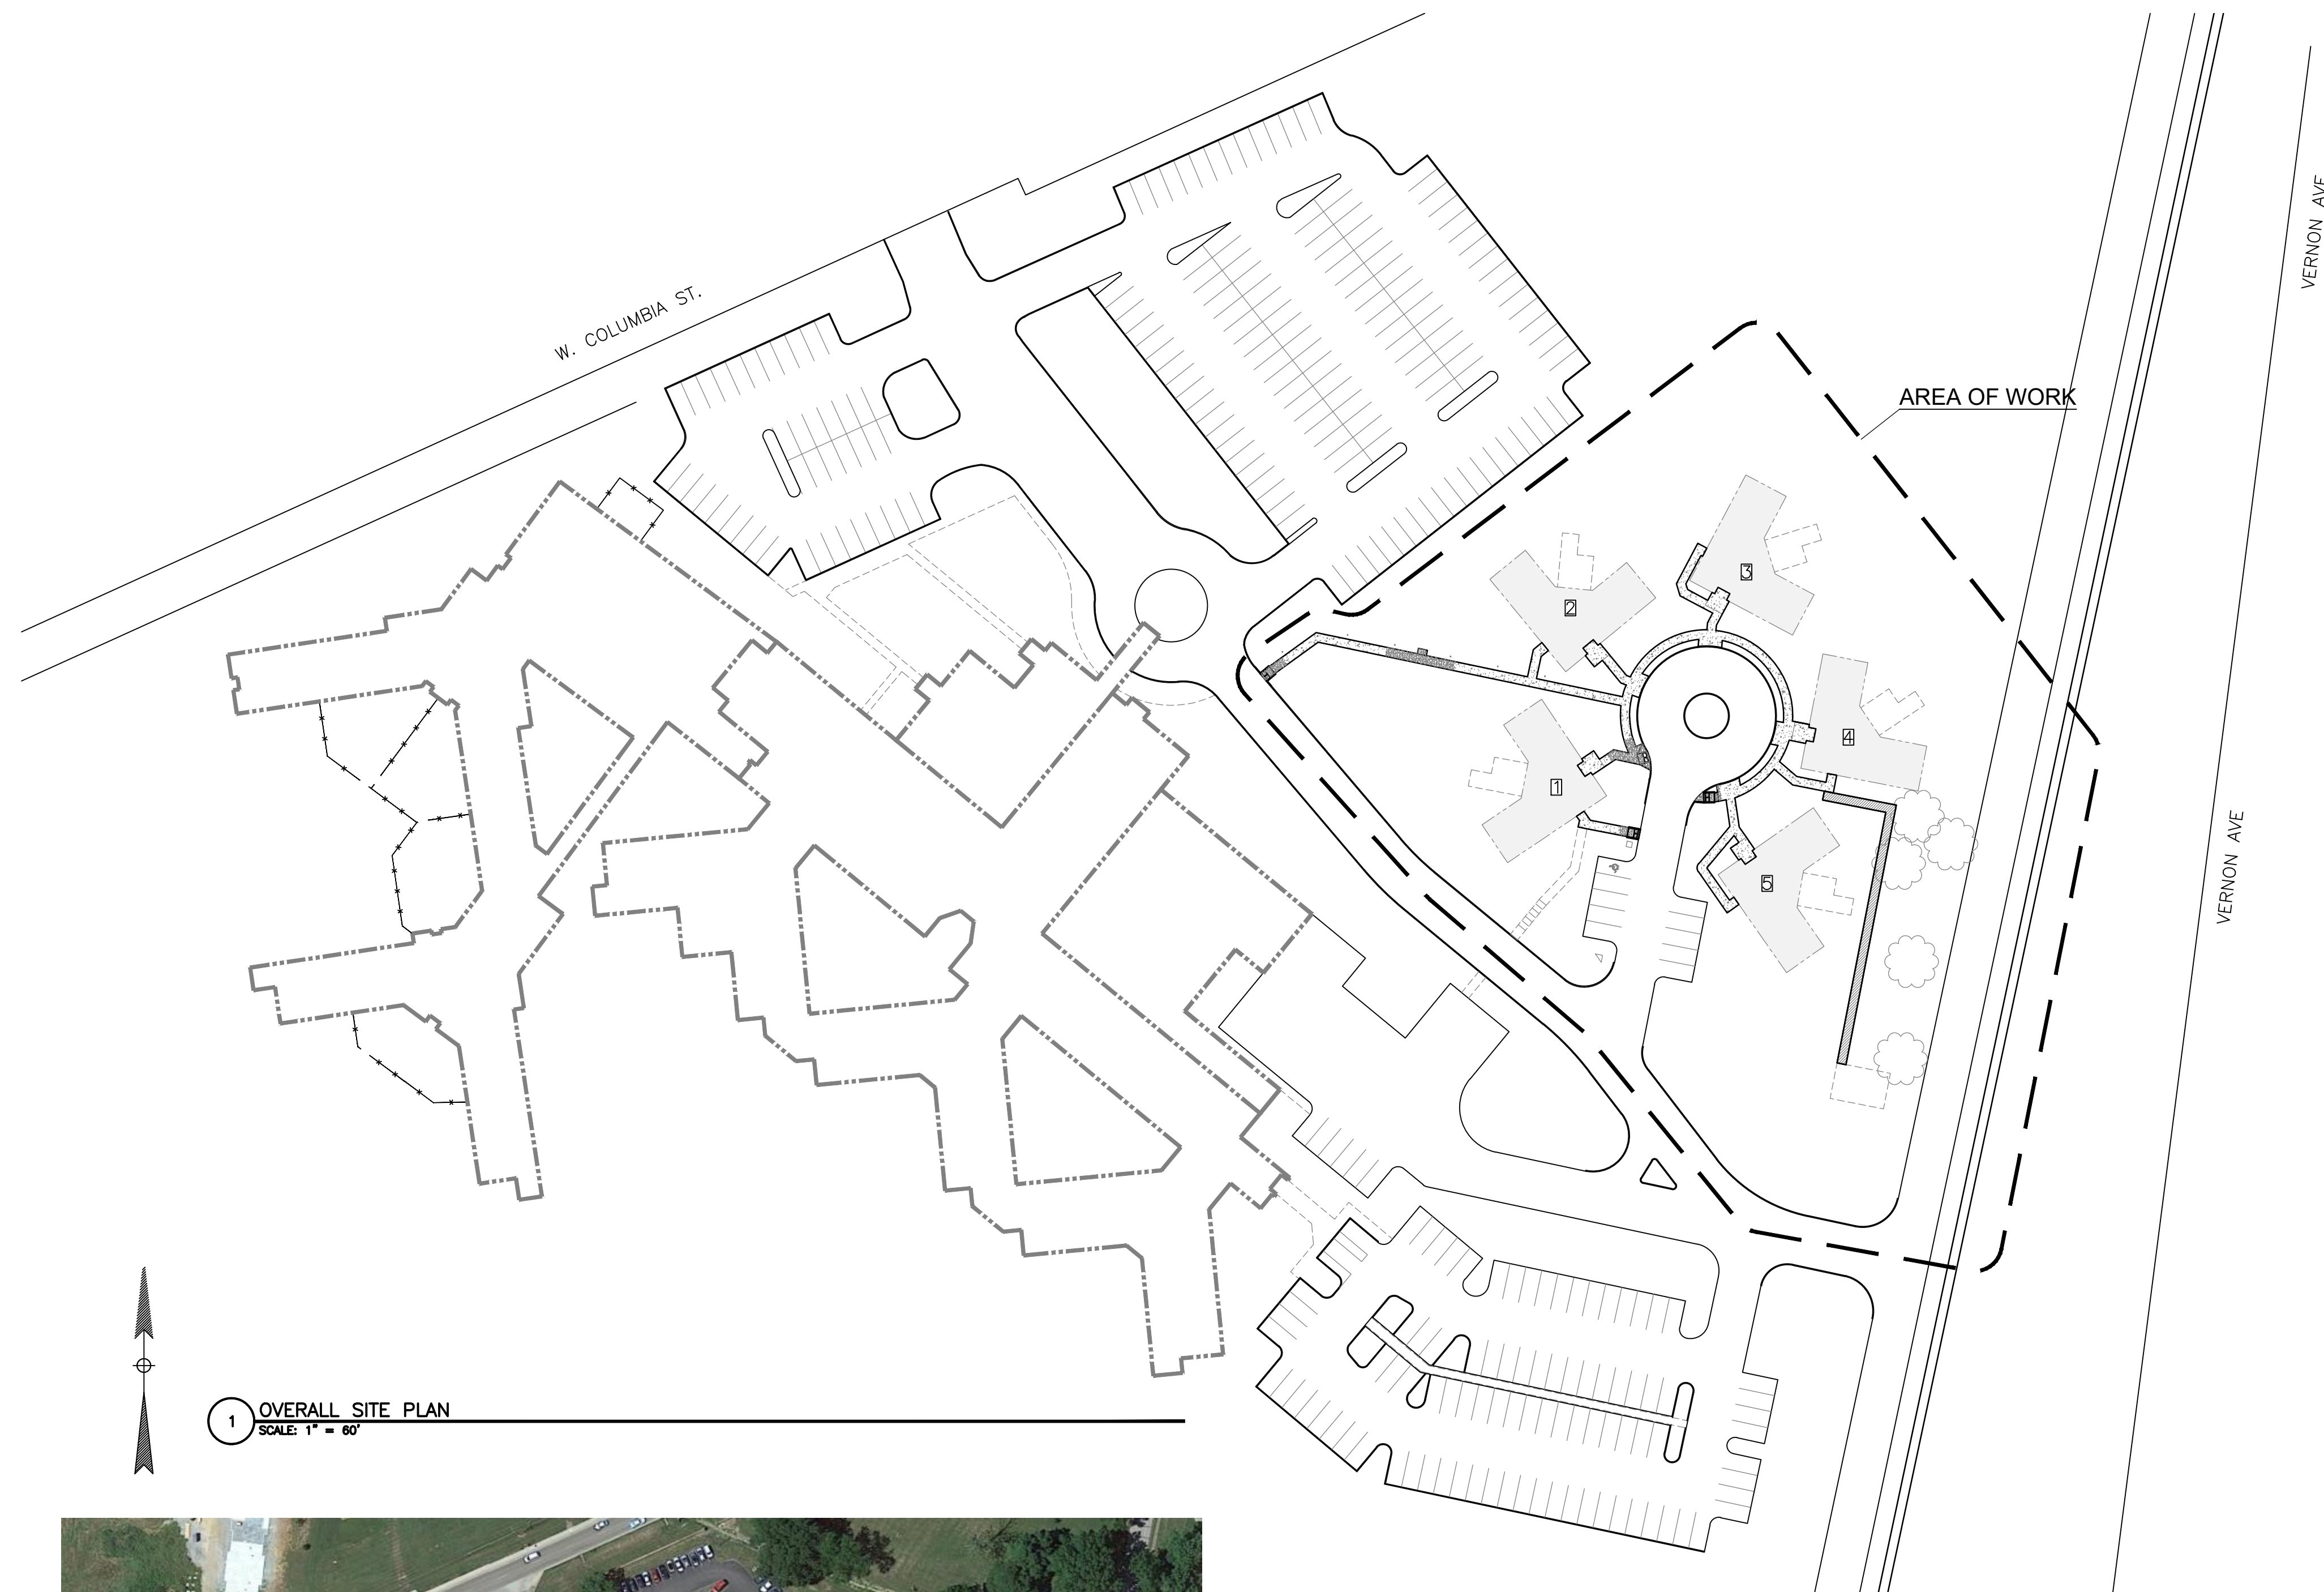 VERNON AVE
W. COLUMBIA ST.
AREA OF WORK
3
2
4
1
5
VERNON AVE
1
OVERALL SITE PLAN
SCALE: 1" = 60'